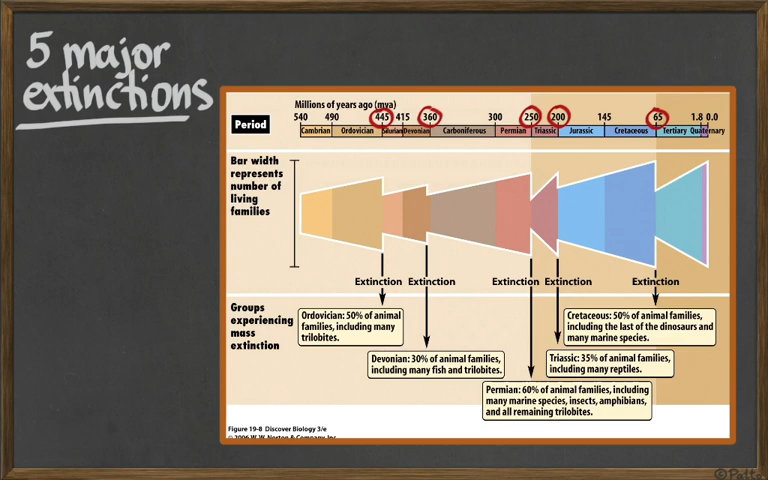 5 major
extinctions
Millions of years ago (mya)
Period
540 490 445 415 360 300 250 200 145 65 1.8 0.0
Cambrian Ordovician Silurian Devonian Carboniferous Permian Triassic Jurassic Cretaceous Tertiary Quaternary
Bar width
represents
number of
living
families
Extinction Extinction Extinction Extinction Extinction
Groups
experiencing
mass
extinction
Ordovician: 50% of animal
families, including many
trilobites.
Devonian: 30% of animal families,
including many fish and trilobites.
Permian: 60% of animal families, including
many marine species, insects, amphibians,
and all remaining trilobites.
Triassic: 35% of animal families,
including many reptiles.
Cretaceous: 50% of animal families,
including the last of the dinosaurs and
many marine species.
Figure 19-8 Discover Biology 3/e
© 2006 W. W. Norton & Company, Inc.